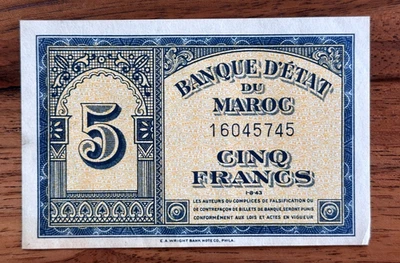 5
BANQUE D'ÉTAT
DU
MAROC
16045745
CINQ
FRANCS
1-8-43
LES AUTEURS OU COMPLICES DE FALSIFICATION OU
DE CONTREFAÇON DE BILLETS DE BANQUE, SERONT PUNIS
CONFORMÉMENT AUX LOIS ET ACTES EN VIGUEUR
E.A. WRIGHT BANK NOTE CO., PHILA.